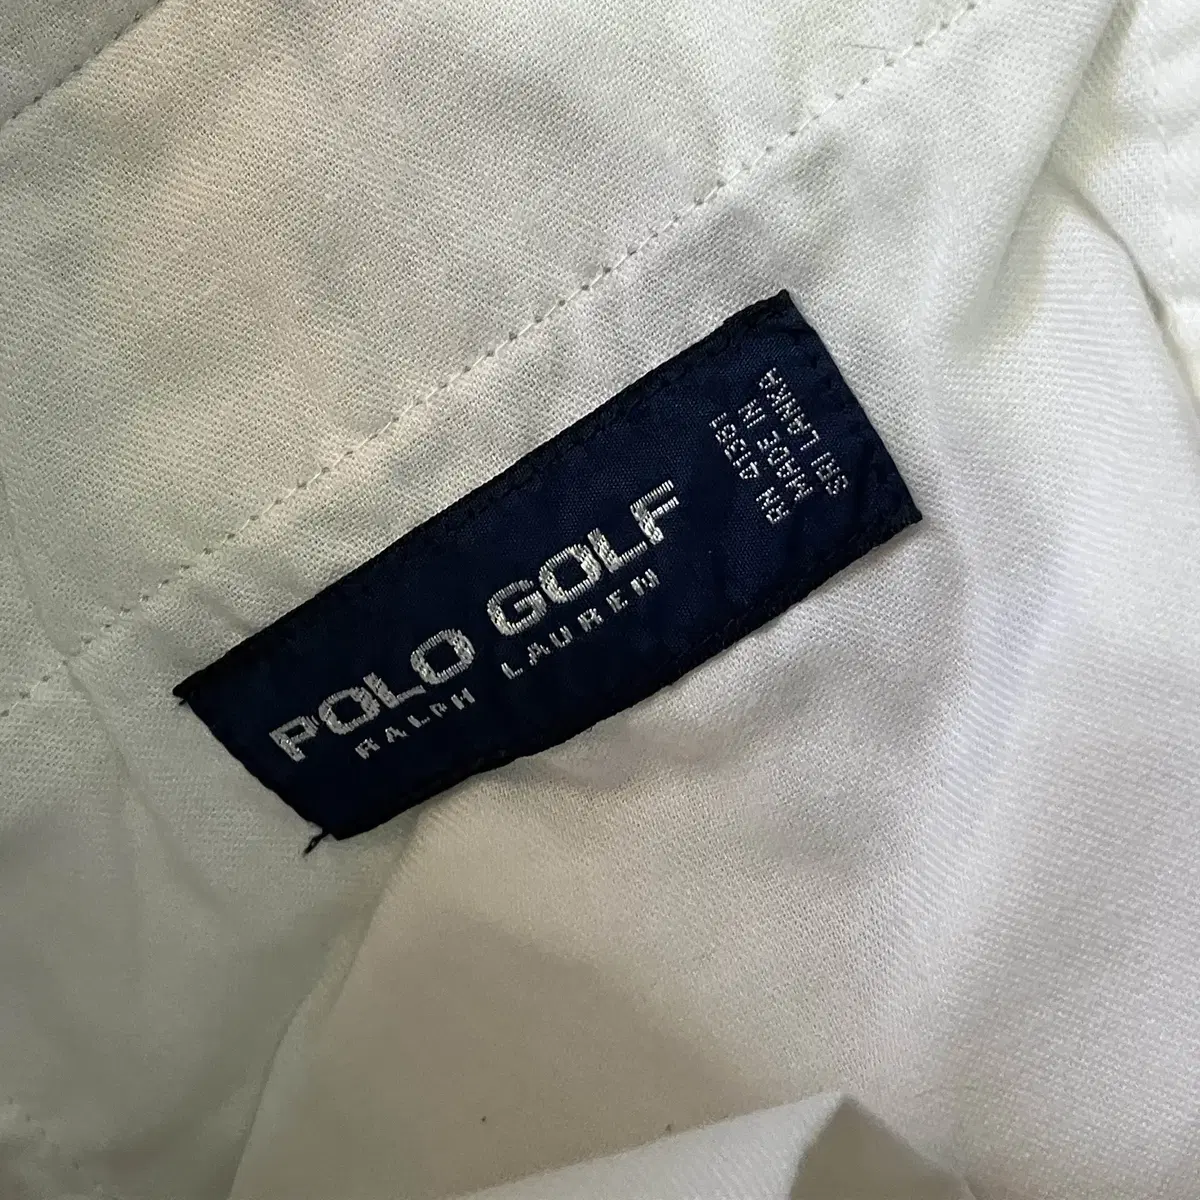 POLO GOLF
RALPH LAUREN
RN 41381
MADE IN
SRI LANKA